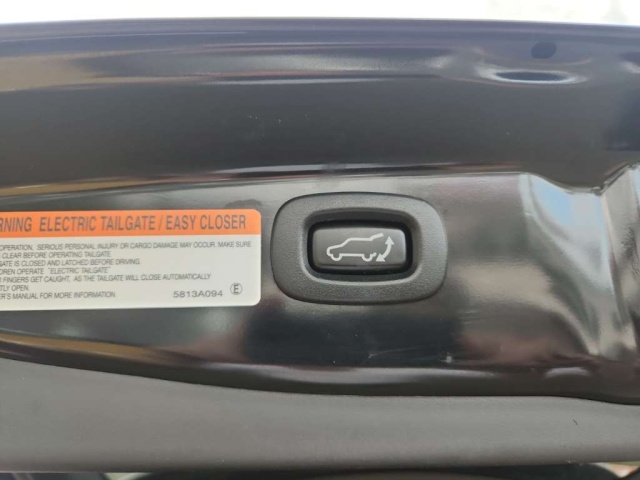 RNING ELECTRIC TAILGATE / EASY CLOSER
OPERATION, SERIOUS PERSONAL INJURY OR CARGO DAMAGE MAY OCCUR. MAKE SURE
CLEAR BEFORE OPERATING TAILGATE.
GATE IS CLOSED AND LATCHED BEFORE DRIVING.
DREN OPERATE "ELECTRIC TAILGATE"
FINGERS GET CAUGHT, AS THE TAILGATE WILL CLOSE AUTOMATICALLY
TLY OPEN.
ER'S MANUAL FOR MORE INFORMATION. 5813A094 E